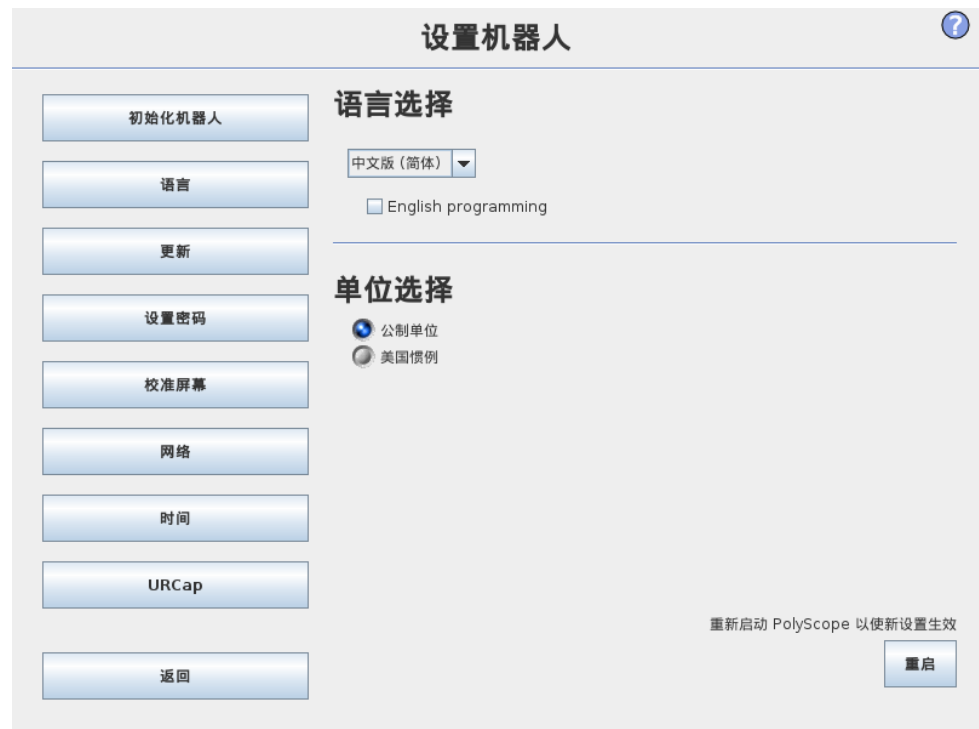 设置机器人
?
初始化机器人
语言
更新
设置密码
校准屏幕
网络
时间
URCap
返回
语言选择
中文版 (简体)
English programming
单位选择
公制单位
美国惯例
重新启动 PolyScope 以使新设置生效
重启